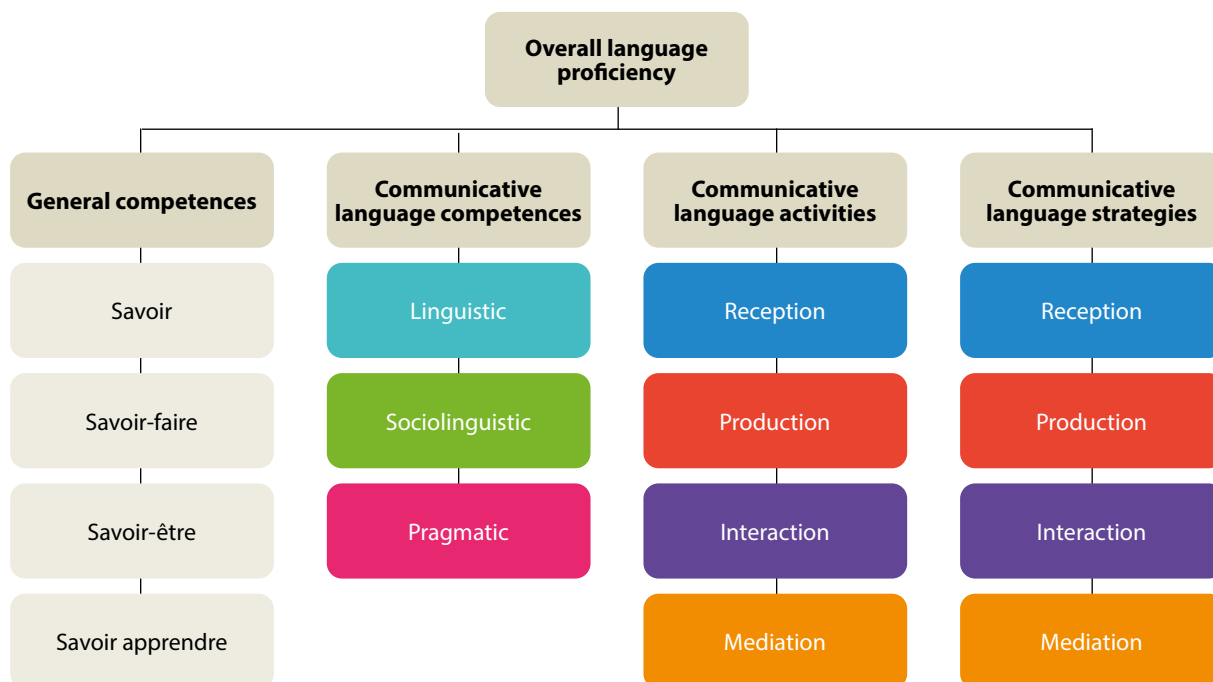 Overall language
proficiency
General competences
Communicative
language competences
Communicative
language activities
Communicative
language strategies
Savoir
Linguistic
Reception
Reception
Savoir-faire
Sociolinguistic
Production
Production
Savoir-être
Pragmatic
Interaction
Interaction
Savoir apprendre
Mediation
Mediation